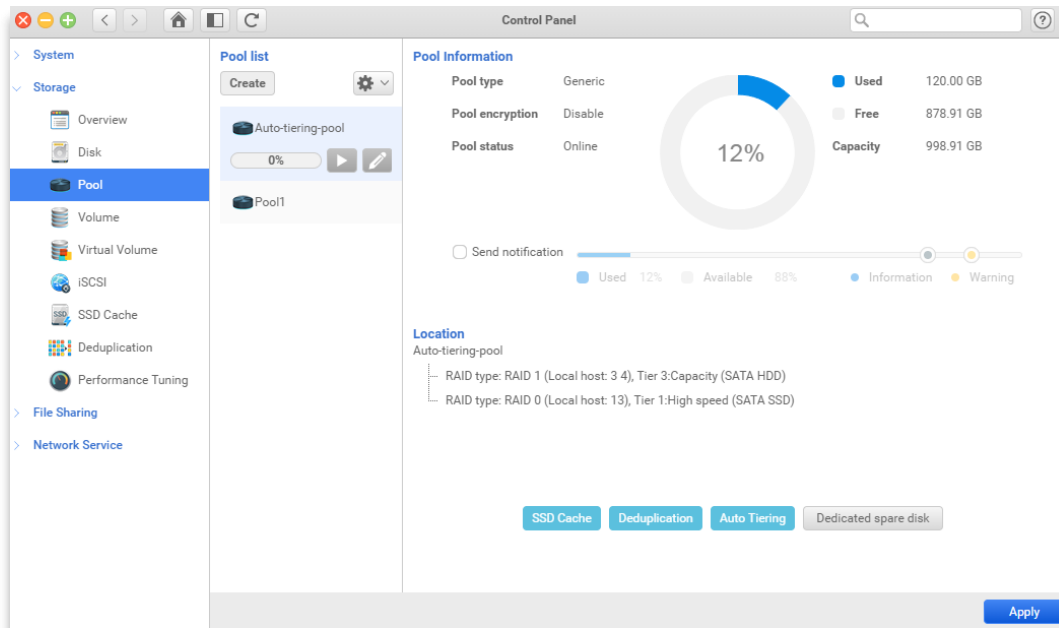 Control Panel
System
Storage
Overview
Disk
Pool
Volume
Virtual Volume
iSCSI
SSD Cache
Deduplication
Performance Tuning
File Sharing
Network Service
Pool list
Create
Auto-tiering-pool
0%
Pool1
Pool Information
Pool type Generic
Pool encryption Disable
Pool status Online
12%
Used 120.00 GB
Free 878.91 GB
Capacity 998.91 GB
Send notification
Used 12% Available 88% Information Warning
Location
Auto-tiering-pool
RAID type: RAID 1 (Local host: 3 4), Tier 3:Capacity (SATA HDD)
RAID type: RAID 0 (Local host: 13), Tier 1:High speed (SATA SSD)
SSD Cache Deduplication Auto Tiering Dedicated spare disk
Apply